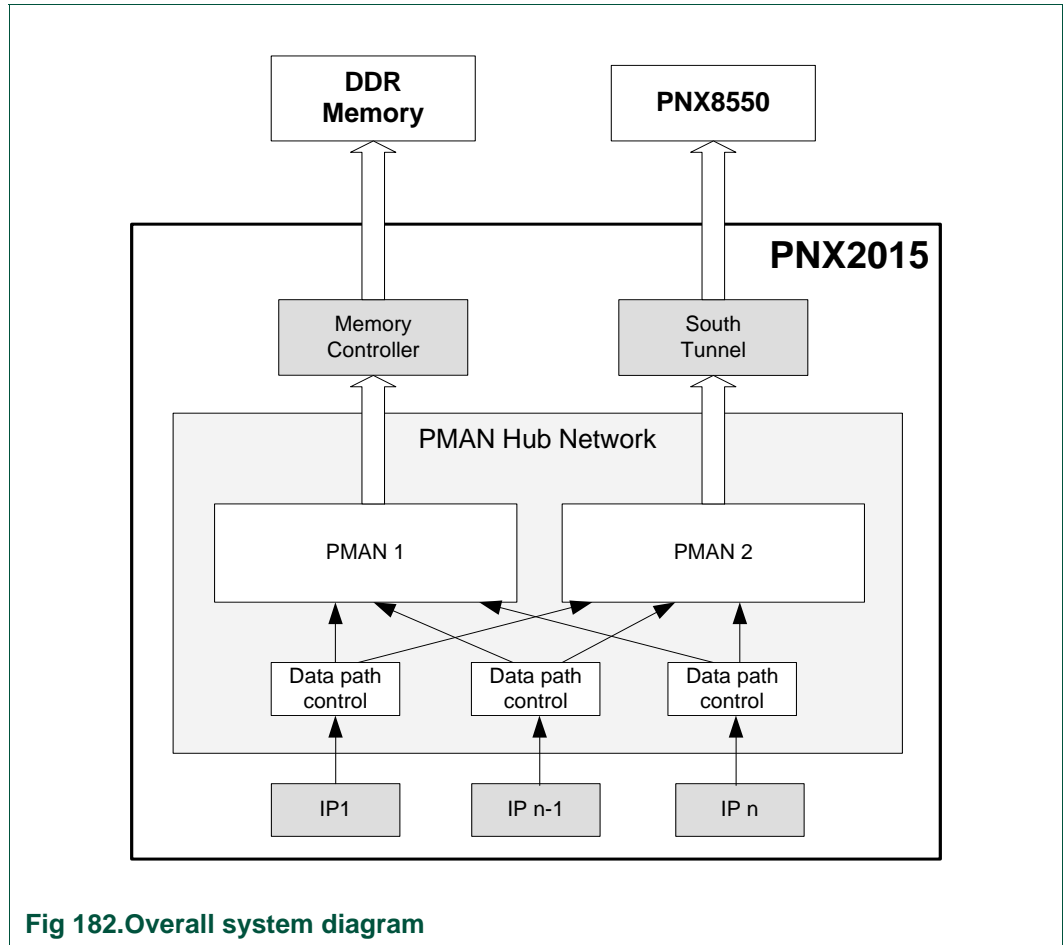 DDR
Memory
PNX8550
PNX2015
Memory
Controller
South
Tunnel
PMAN Hub Network
PMAN 1
PMAN 2
Data path
control
Data path
control
Data path
control
IP1
IP n-1
IP n
Fig 182.Overall system diagram